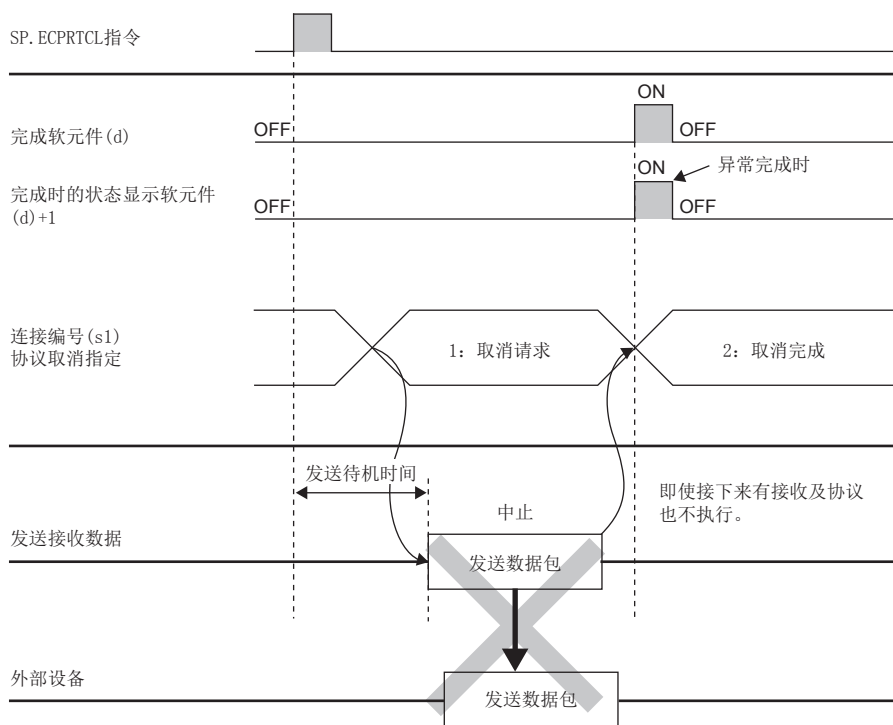 SP.ECPRTCL指令
ON
完成软元件(d)
OFF
OFF
ON
异常完成时
完成时的状态显示软元件
(d)+1
OFF
OFF
连接编号(s1)
协议取消指定
1: 取消请求
2: 取消完成
发送待机时间
中止
即使接下来有接收及协议
也不执行。
发送接收数据
发送数据包
外部设备
发送数据包